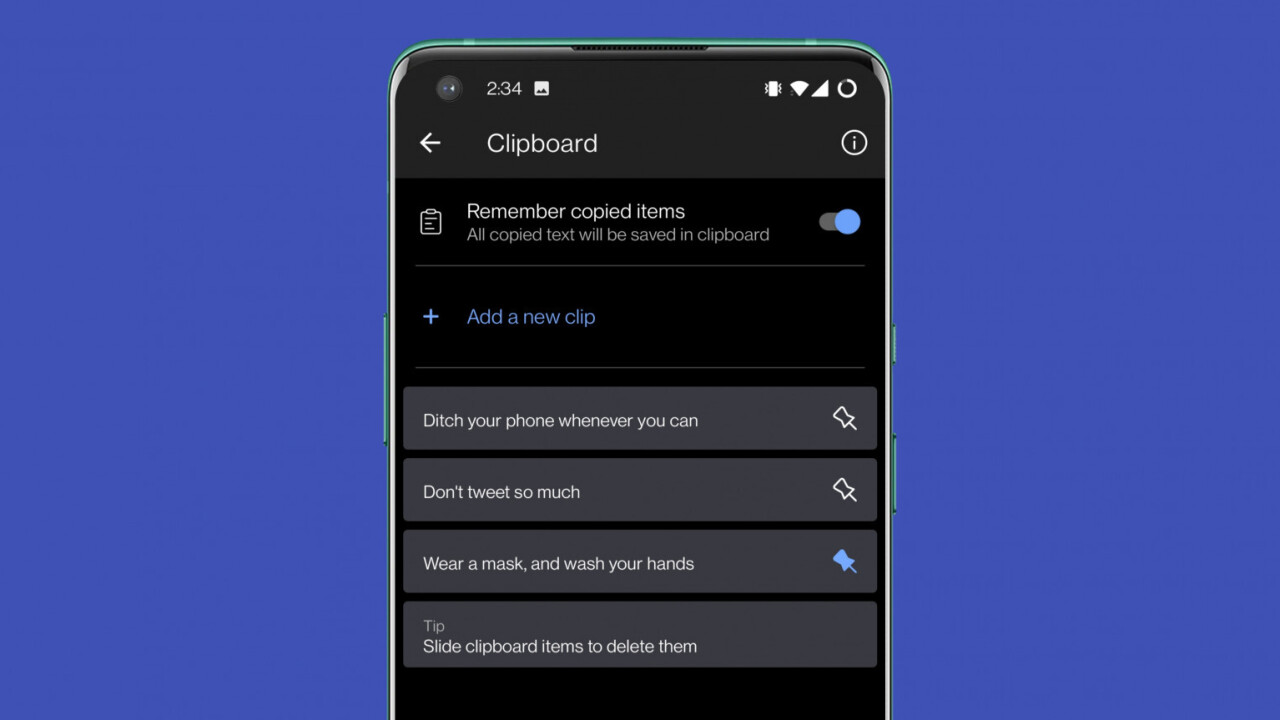 2:34
Clipboard
Remember copied items
All copied text will be saved in clipboard
Add a new clip
Ditch your phone whenever you can
Don't tweet so much
Wear a mask, and wash your hands
Tip
Slide clipboard items to delete them